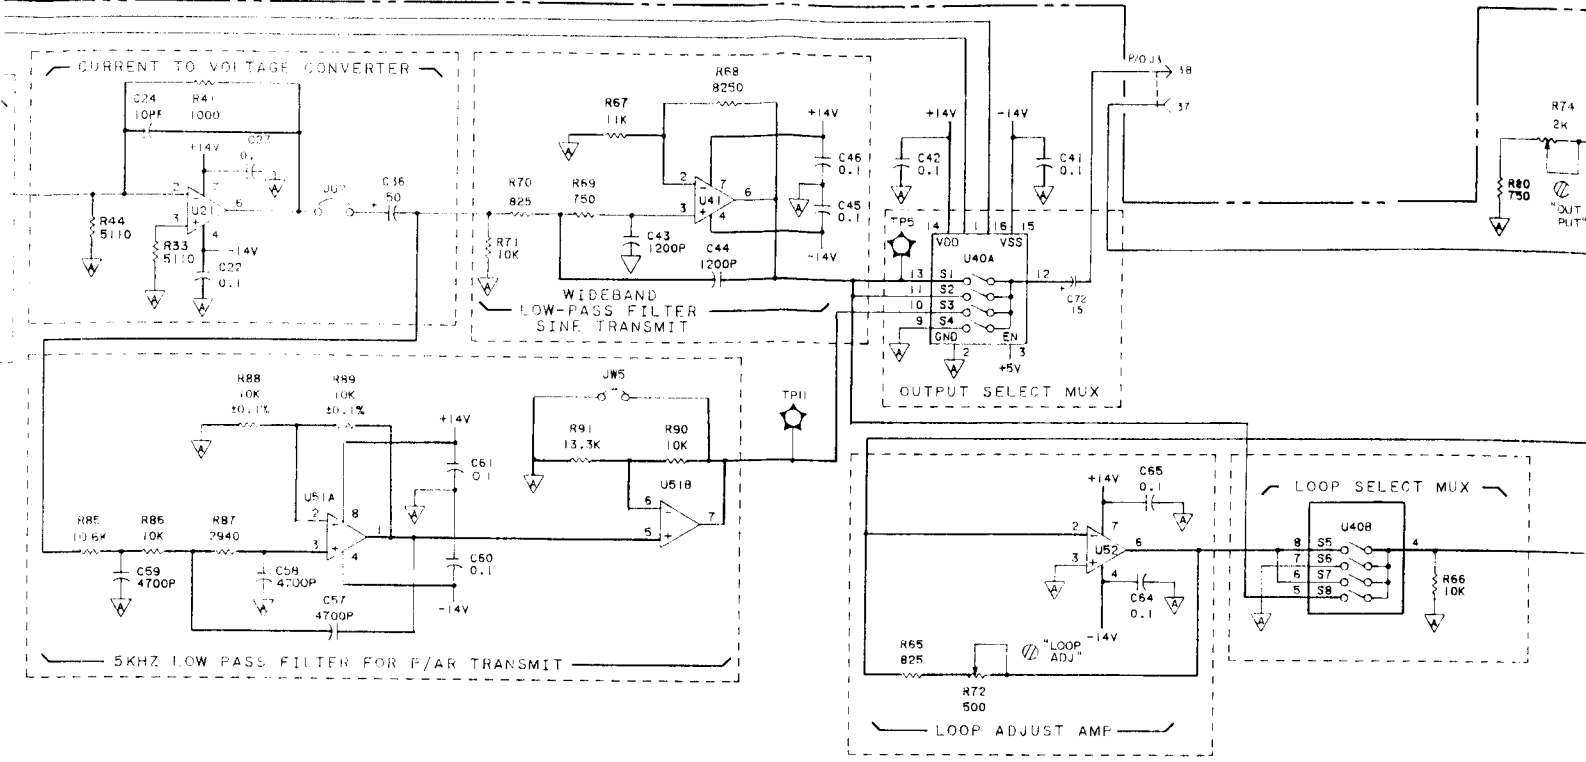 CURRENT TO VOLTAGE CONVERTER
C24
10PF
R41
1000
+14V
C23
0.
2
7
U21
6
3
4
R44
5110
R33
5110
-14V
C22
0.1
C36
50
+
A
R68
8250
R67
11K
+14V
R70
825
R69
750
2
7
U41
6
3
4
C46
0.1
C45
0.1
-14V
R71
10K
C43
1200P
C44
1200P
WIDEBAND
LOW-PASS FILTER
SINE TRANSMIT
+14V
-14V
C42
0.1
C41
0.1
P/O J3
38
37
R74
2K
R80
750
"OUT
PUT"
TP5
14
1
16
15
VDD
VSS
U40A
13
S1
11
S2
10
S3
9
S4
12
+
C72
15
GND
EN
2
3
+5V
OUTPUT SELECT MUX
R88
10K
±0.1%
R89
10K
±0.1%
+14V
JW5
TP11
R91
13.3K
R90
10K
C61
0.1
U51A
U51B
6
7
5
2
8
1
3
4
R85
10.6K
R86
10K
R87
2940
C59
4700P
C58
4700P
C60
0.1
C57
4700P
-14V
5KHZ LOW PASS FILTER FOR P/AR TRANSMIT
+14V
C65
0.1
2
7
6
U52
3
4
C64
0.1
-14V
R65
825
R72
500
"LOOP
ADJ"
LOOP ADJUST AMP
LOOP SELECT MUX
U40B
8
S5
7
S6
6
S7
5
S8
4
R66
10K